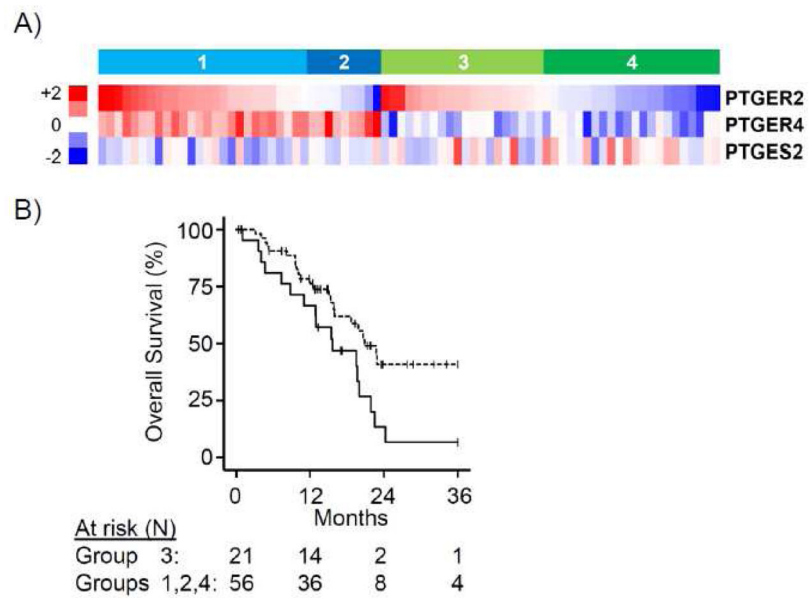 A)
1 2 3 4
+2 PTGER2
0 PTGER4
-2 PTGES2
B)
Overall Survival (%)
100
75
50
25
0
0 12 24 36
Months
At risk (N)
Group 3: 21 14 2 1
Groups 1,2,4: 56 36 8 4